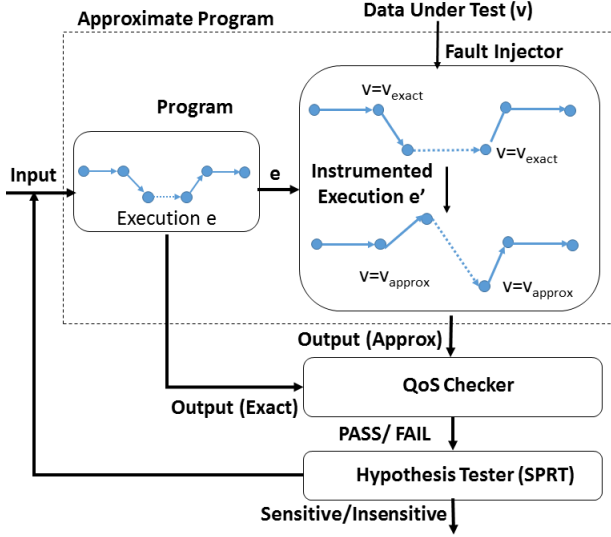 Data Under Test (v)
Approximate Program
Fault Injector
v=vexact
Program
v=vexact
Input
e
Instrumented
Execution e’
Execution e
v=vapprox
v=vapprox
Output (Approx)
QoS Checker
Output (Exact)
PASS/ FAIL
Hypothesis Tester (SPRT)
Sensitive/Insensitive